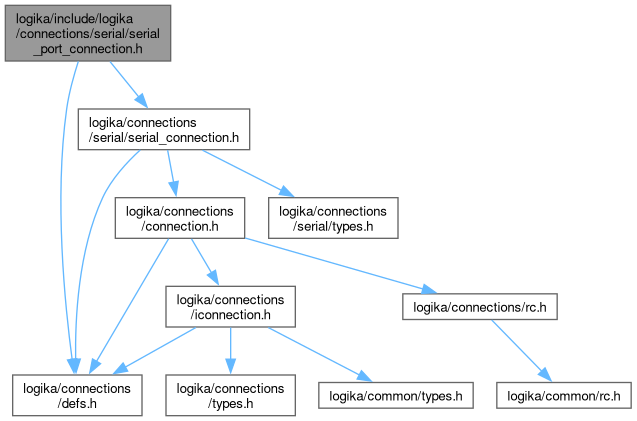 logika/include/logika
/connections/serial/serial
_port_connection.h
logika/connections
/serial/serial_connection.h
logika/connections
/connection.h
logika/connections
/serial/types.h
logika/connections
/iconnection.h
logika/connections/rc.h
logika/connections
/defs.h
logika/connections
/types.h
logika/common/types.h
logika/common/rc.h